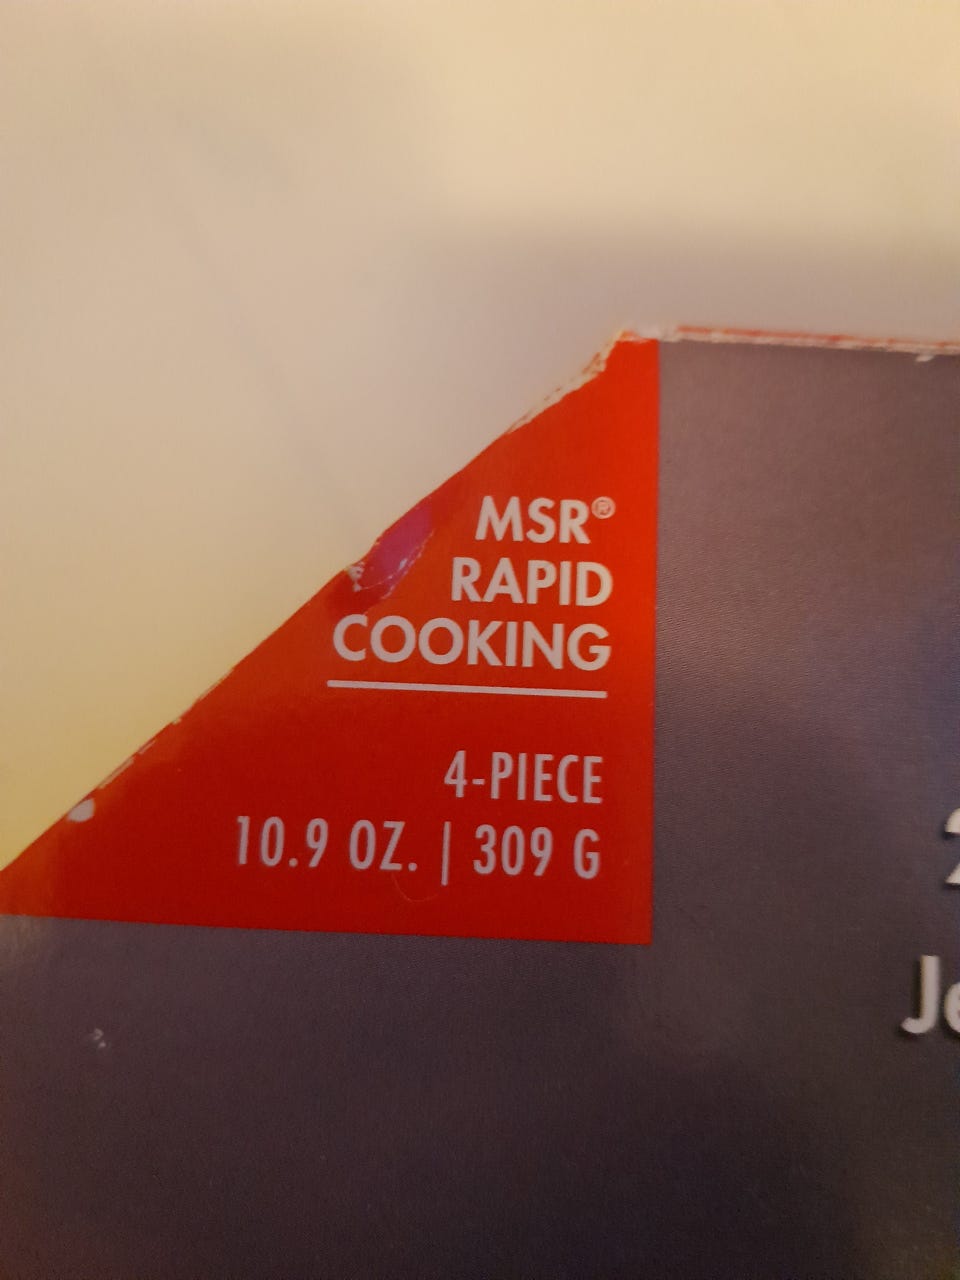 MSR®
RAPID
COOKING
4-PIECE
10.9 OZ. | 309 G